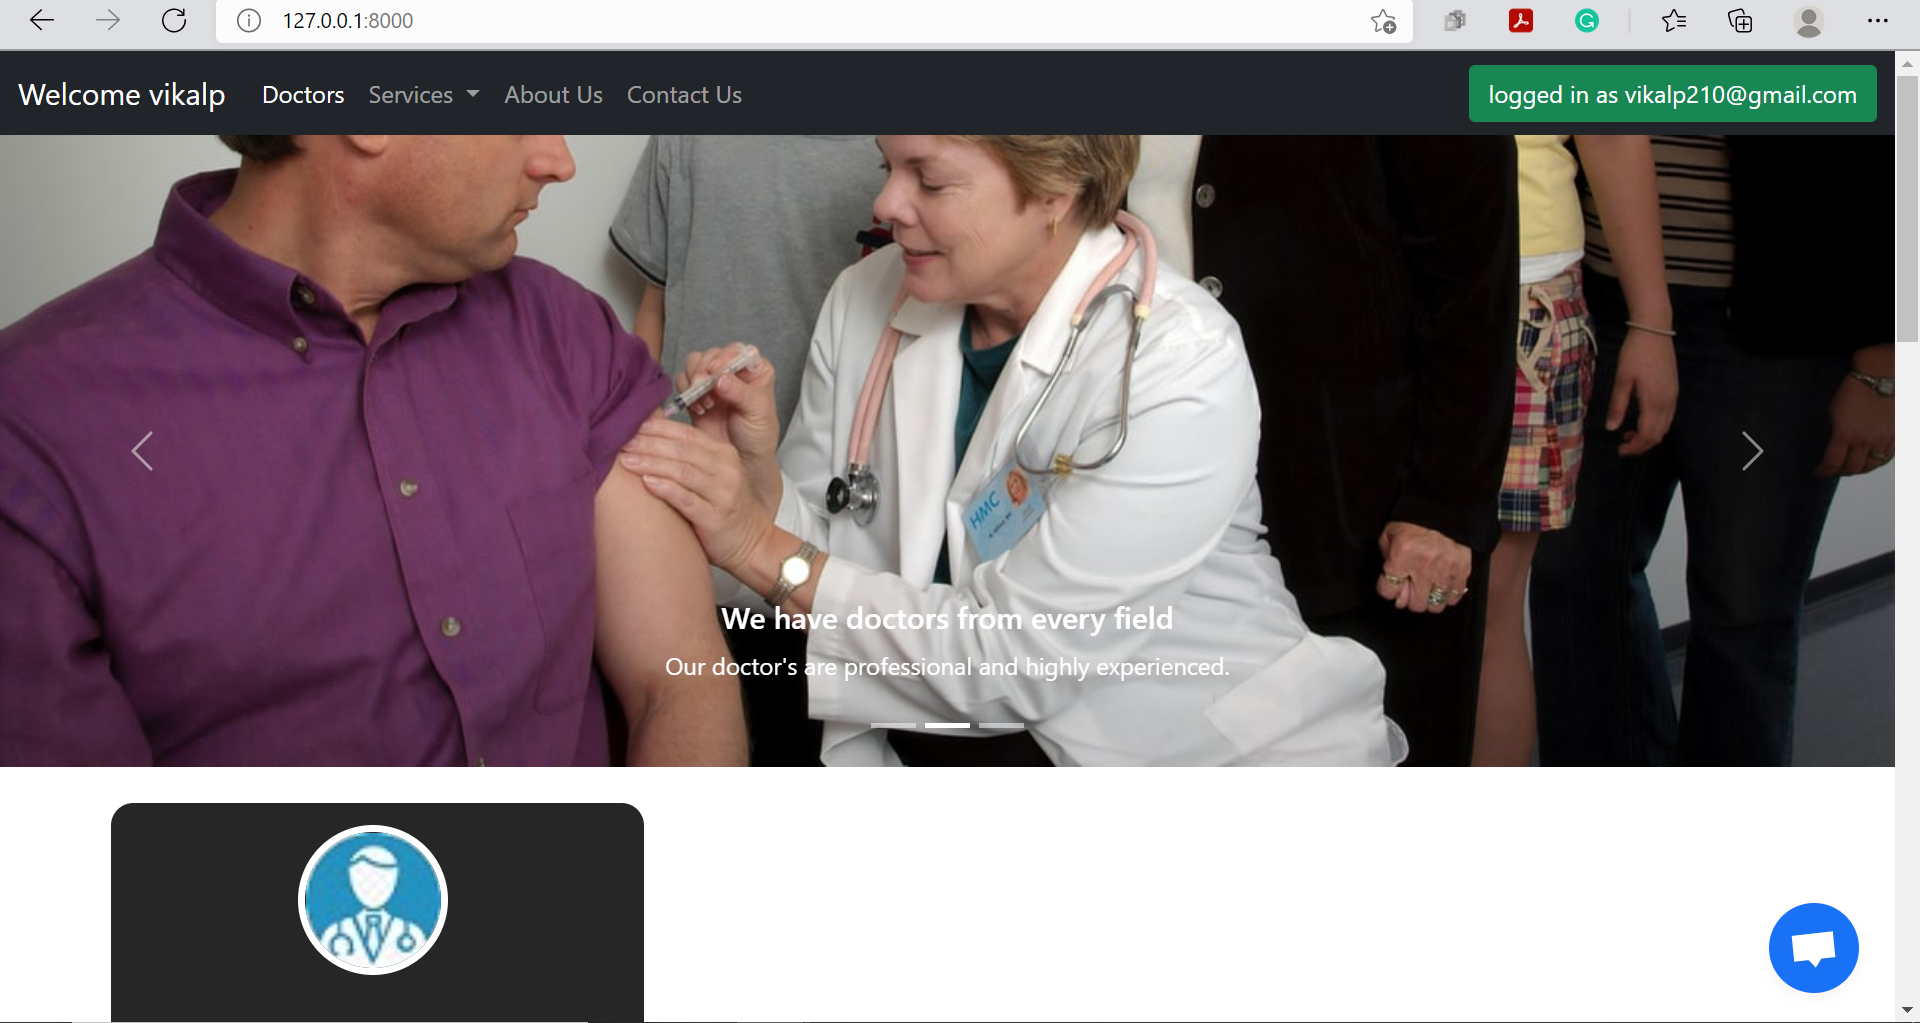 127.0.0.1:8000
Welcome vikalp
Doctors
Services
About Us
Contact Us
logged in as vikalp210@gmail.com
HMC
We have doctors from every field
Our doctor's are professional and highly experienced.